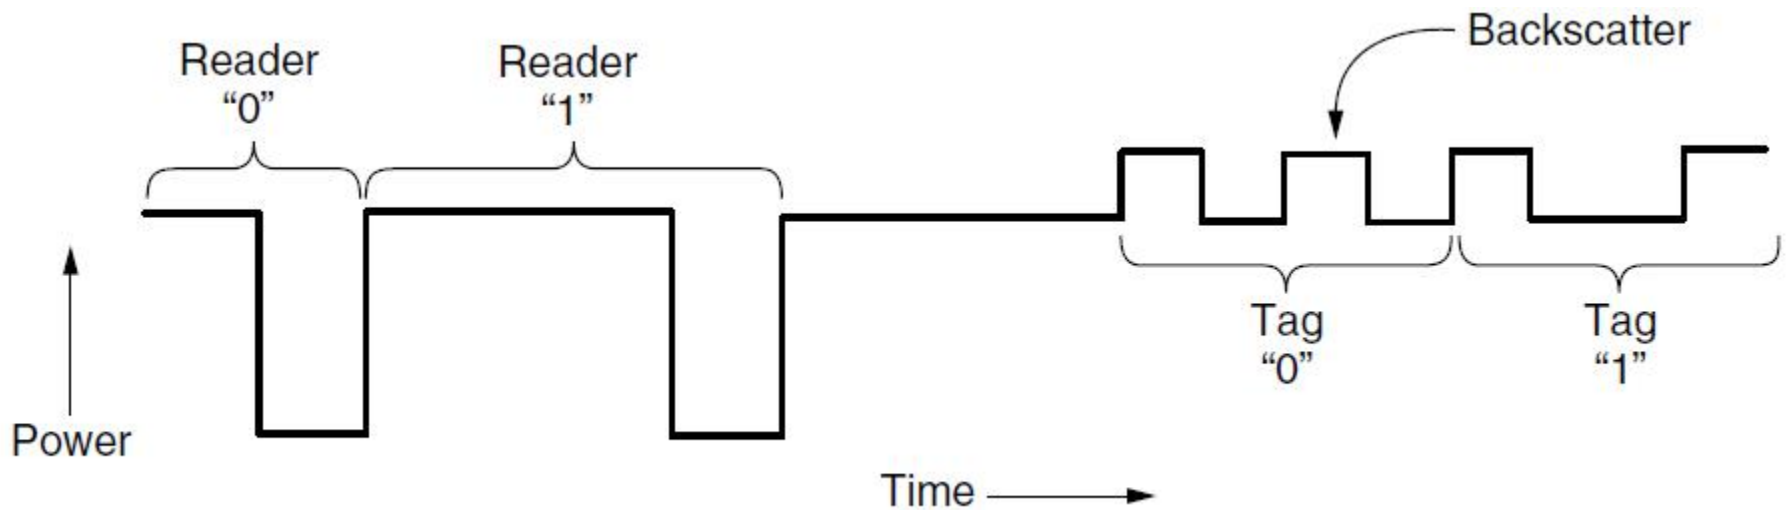 Backscatter
Reader
“0”
Reader
“1”
Tag
“0”
Tag
“1”
Power
Time